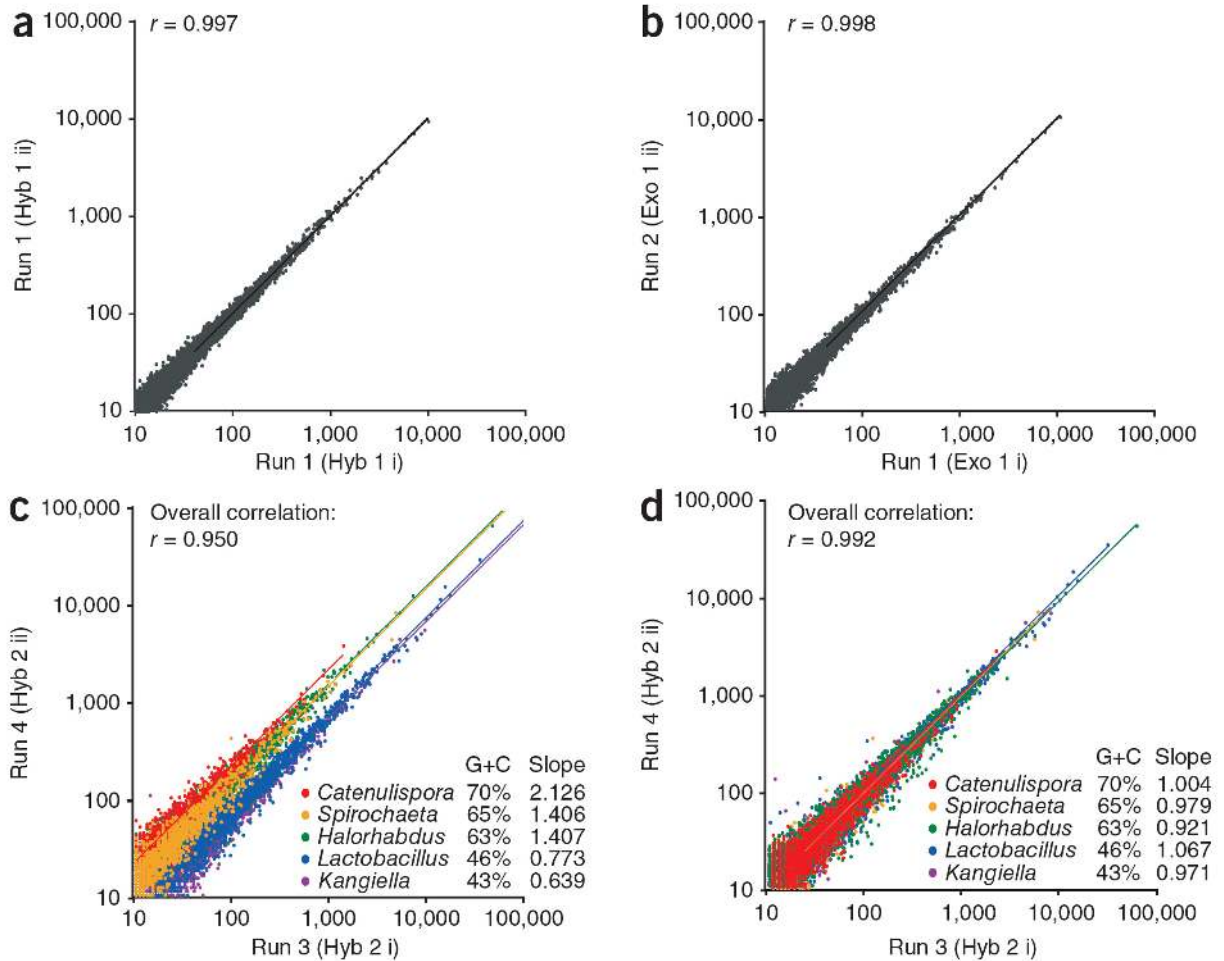 a
r = 0.997
100,000
10,000
1,000
100
10
Run 1 (Hyb 1 ii)
10 100 1,000 10,000 100,000
Run 1 (Hyb 1 i)
b
r = 0.998
100,000
10,000
1,000
100
10
Run 2 (Exo 1 ii)
10 100 1,000 10,000 100,000
Run 1 (Exo 1 i)
c
Overall correlation:
r = 0.950
100,000
10,000
1,000
100
10
Run 4 (Hyb 2 ii)
G+C Slope
Catenulispora 70% 2.126
Spirochaeta 65% 1.406
Halorhabdus 63% 1.407
Lactobacillus 46% 0.773
Kangiella 43% 0.639
10 100 1,000 10,000 100,000
Run 3 (Hyb 2 i)
d
Overall correlation:
r = 0.992
100,000
10,000
1,000
100
10
Run 4 (Hyb 2 ii)
G+C Slope
Catenulispora 70% 1.004
Spirochaeta 65% 0.979
Halorhabdus 63% 0.921
Lactobacillus 46% 1.067
Kangiella 43% 0.971
10 100 1,000 10,000 100,000
Run 3 (Hyb 2 i)